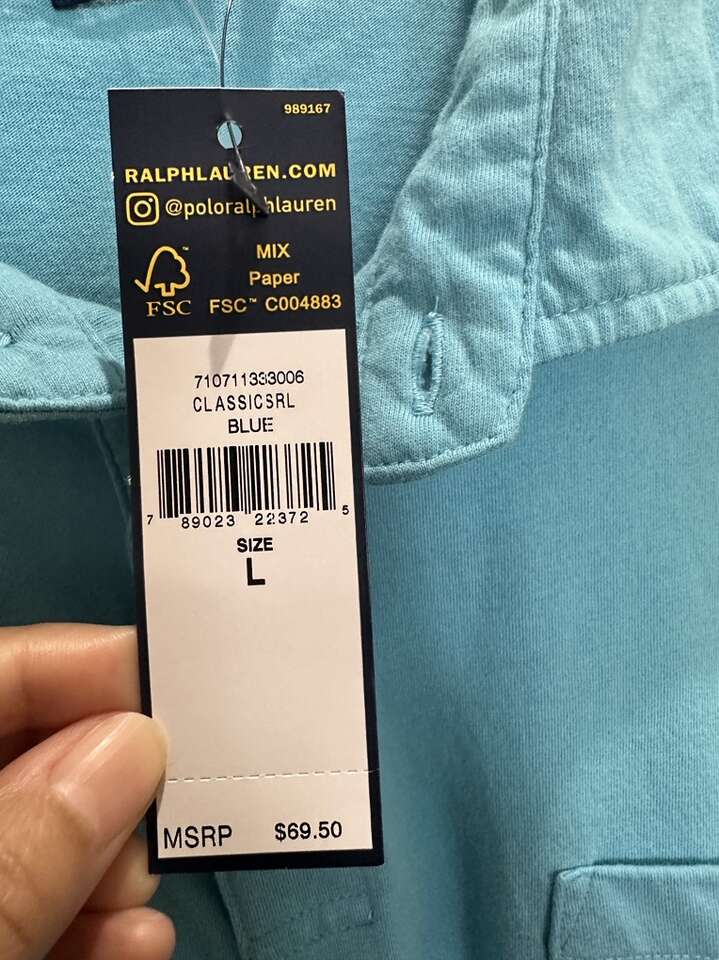 989167
RALPHLAUREN.COM
@poloralphlauren
MIX
Paper
FSC™ C004883
FSC
710711333006
CLASSICSRL
BLUE
7 89023 22372 5
SIZE
L
MSRP $69.50